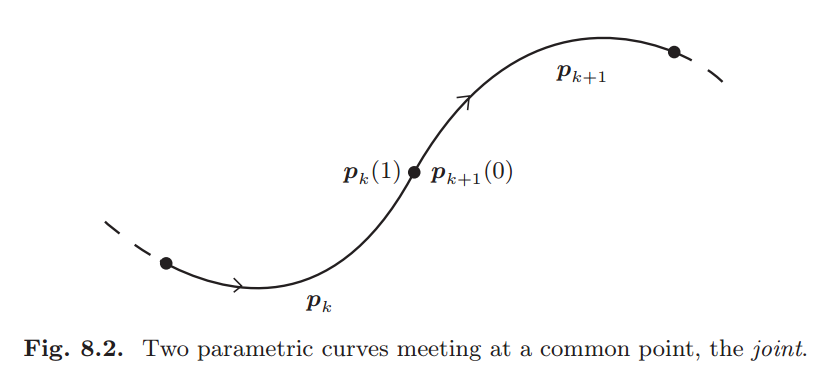 p_{k+1}
p_k(1) p_{k+1}(0)
p_k
Fig. 8.2. Two parametric curves meeting at a common point, the joint.